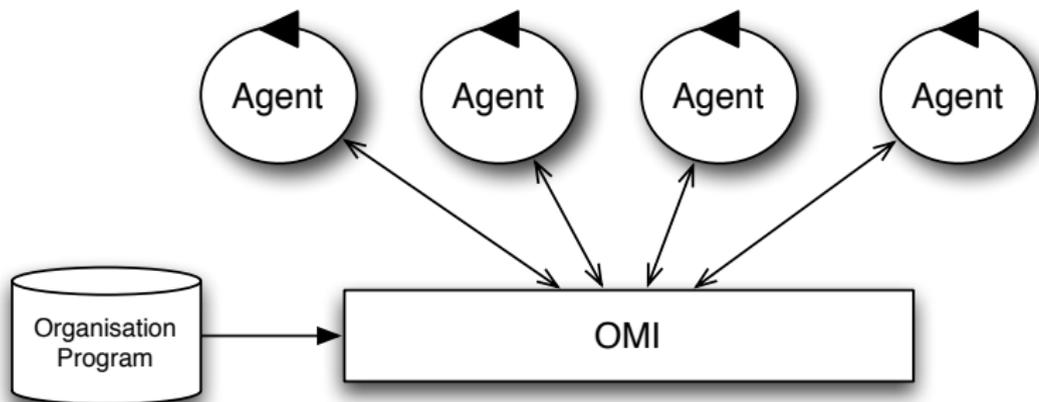 Agent
Agent
Agent
Agent
Organisation
Program
OMI